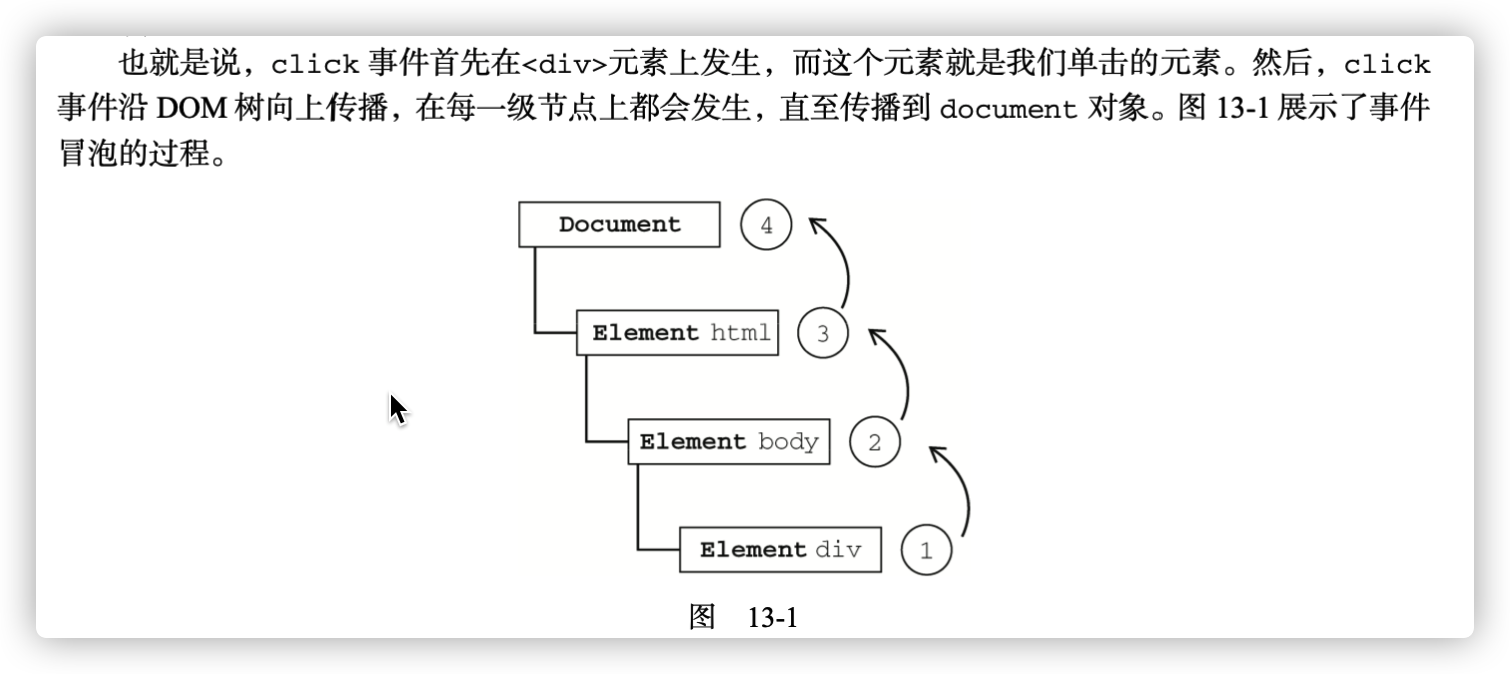 也就是说，click 事件首先在<div>元素上发生，而这个元素就是我们单击的元素。然后，click
事件沿 DOM 树向上传播，在每一级节点上都会发生，直至传播到 document 对象。图 13-1 展示了事件
冒泡的过程。
Document 4
Element html 3
Element body 2
Element div 1
图 13-1